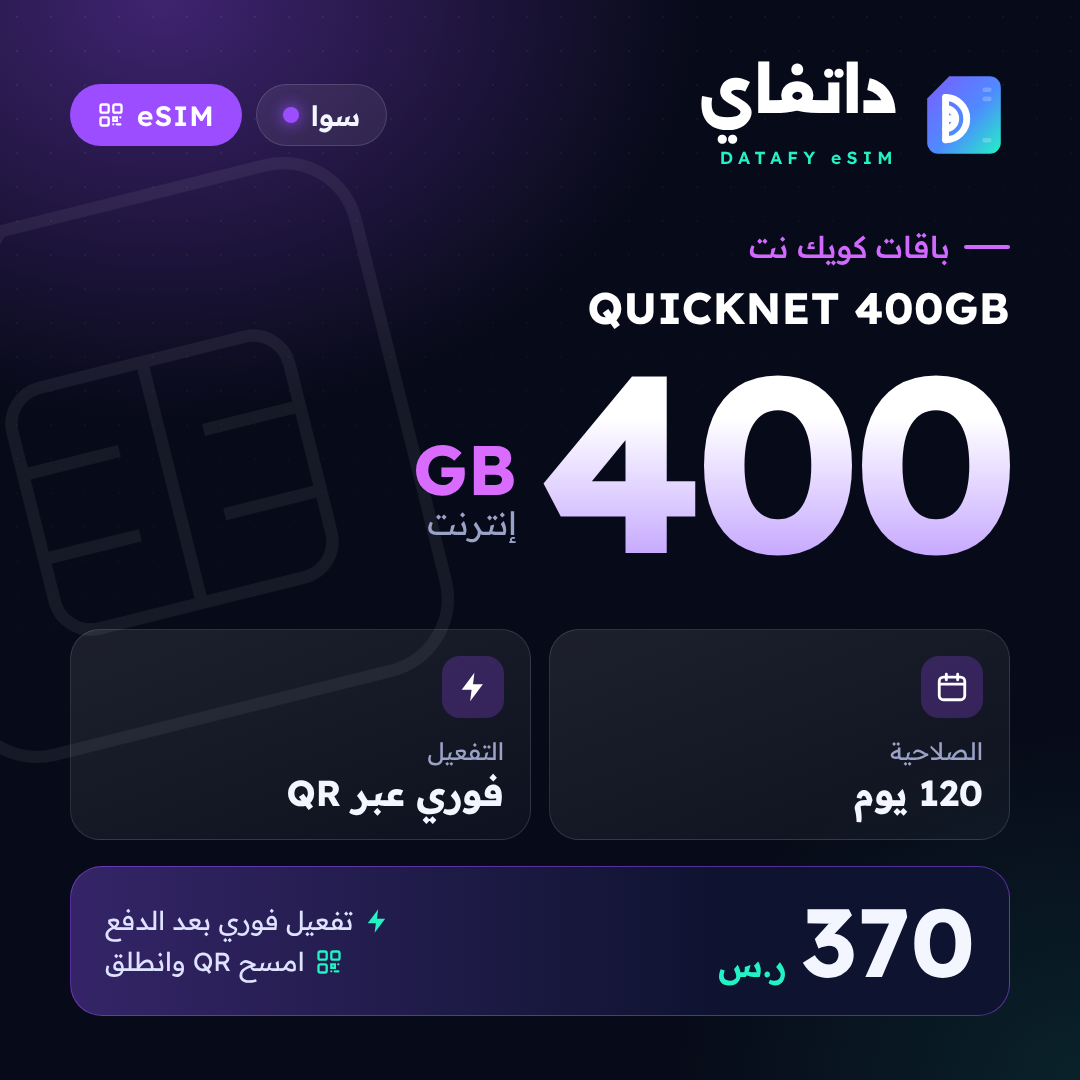 داتفاي
DATAFY eSIM
سوا
eSIM
باقات كويك نت
QUICKNET 400GB
400
GB
إنترنت
الصلاحية
120 يوم
التفعيل
فوري عبر QR
370 ر.س
تفعيل فوري بعد الدفع
امسح QR وانطلق